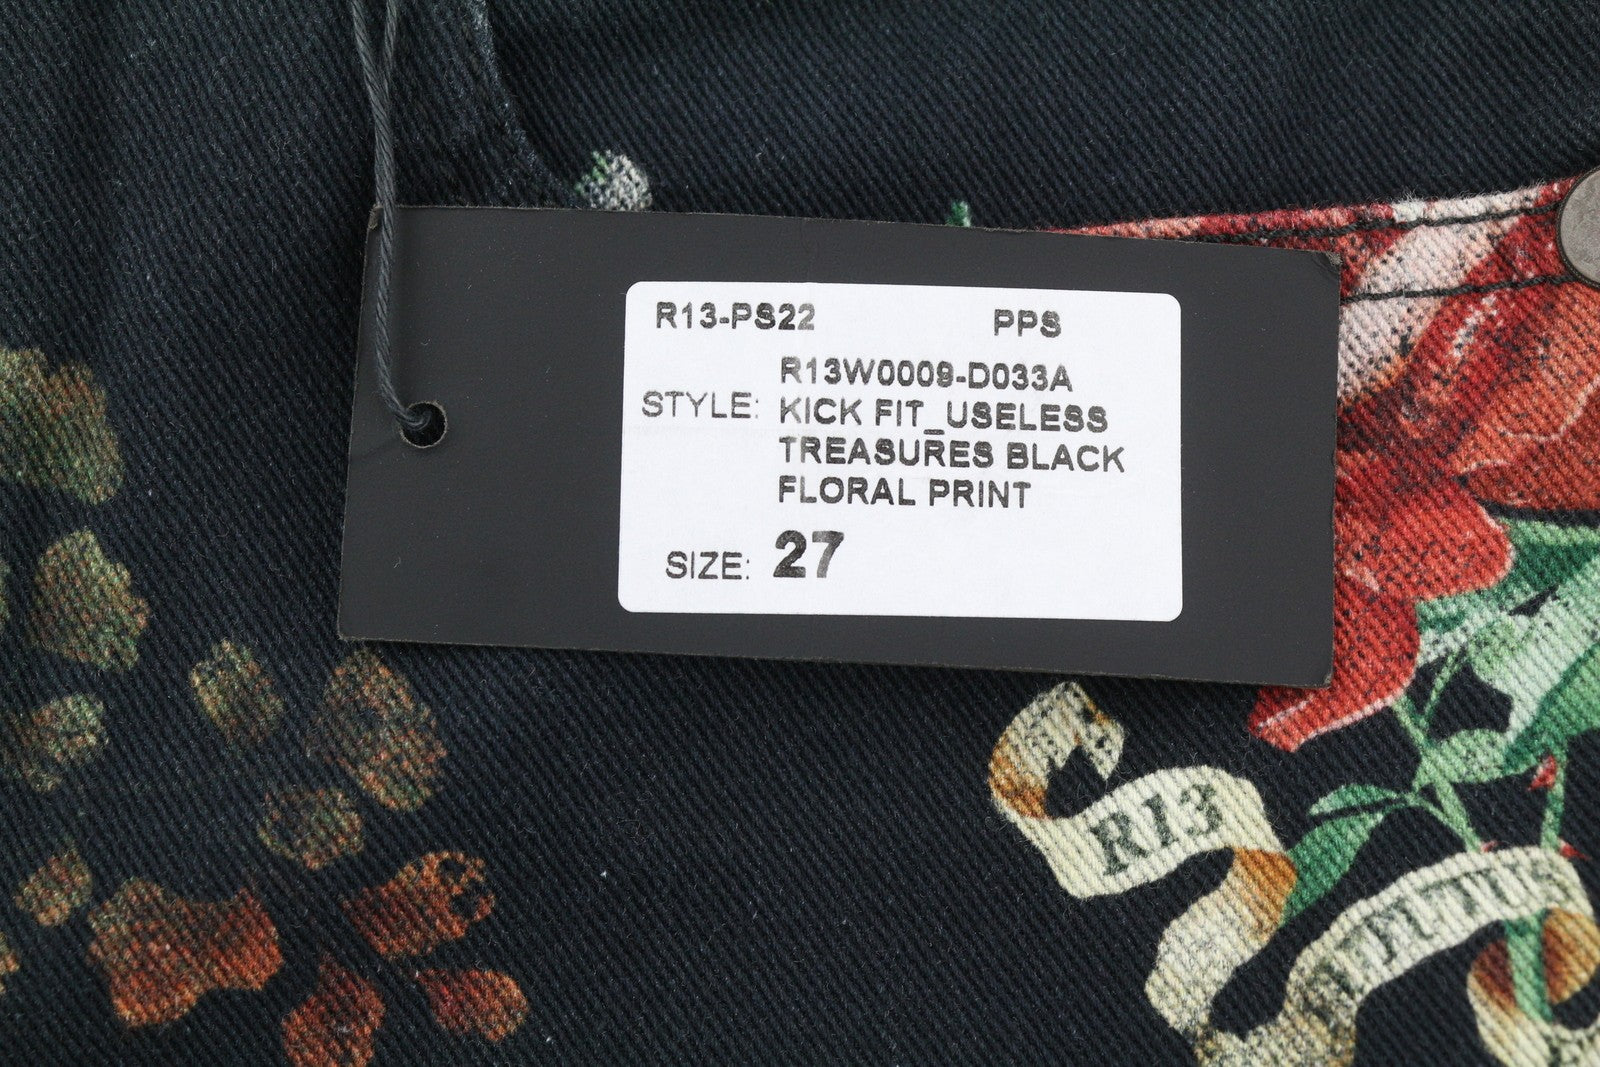 R13-PS22 PPS
R13W0009-D033A
STYLE: KICK FIT_USELESS
TREASURES BLACK
FLORAL PRINT
SIZE: 27
R13